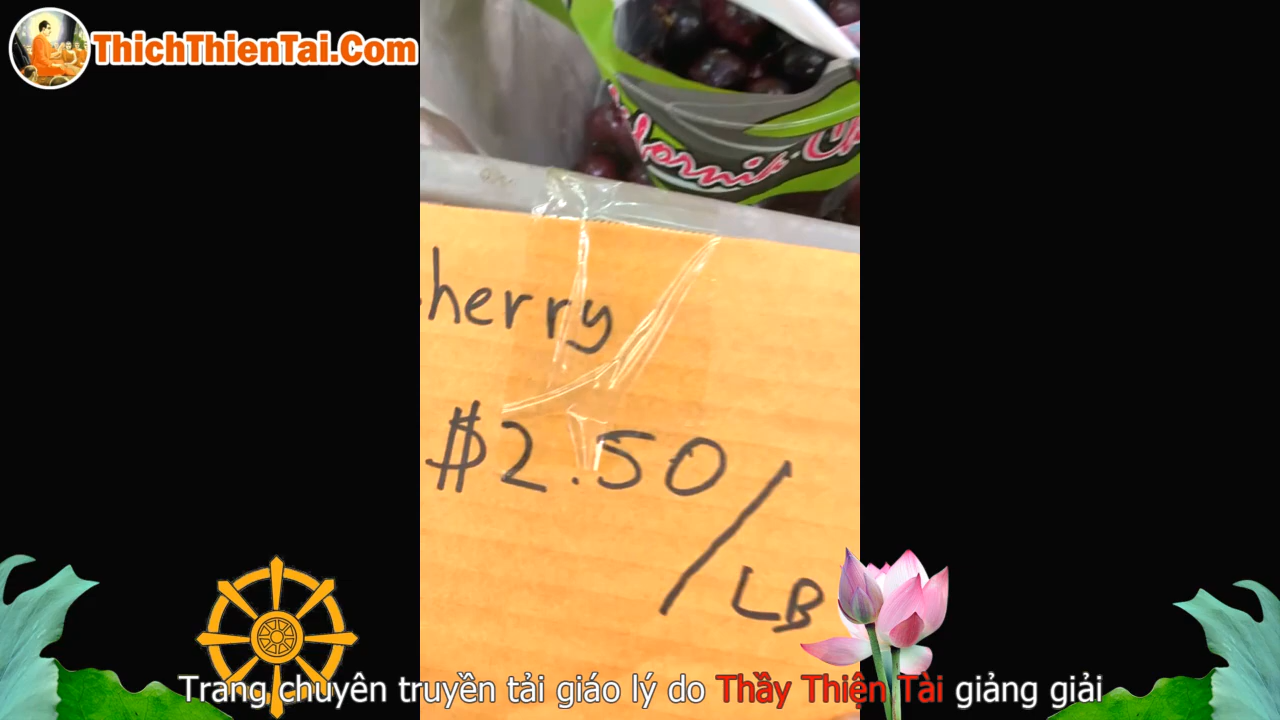 ThichThienTai.Com
herry
$2.50/LB
Trang chuyên truyền tải giáo lý do Thầy Thiện Tài giảng giải